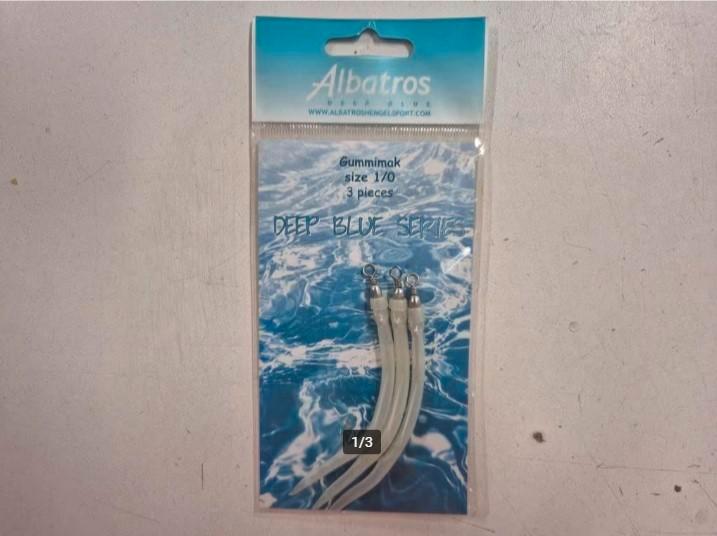 Albatros
DEEP BLUE
WWW.ALBATROSHENGELSPORT.COM
Gummimak
size 1/0
3 pieces
DEEP BLUE SERIES
1/3